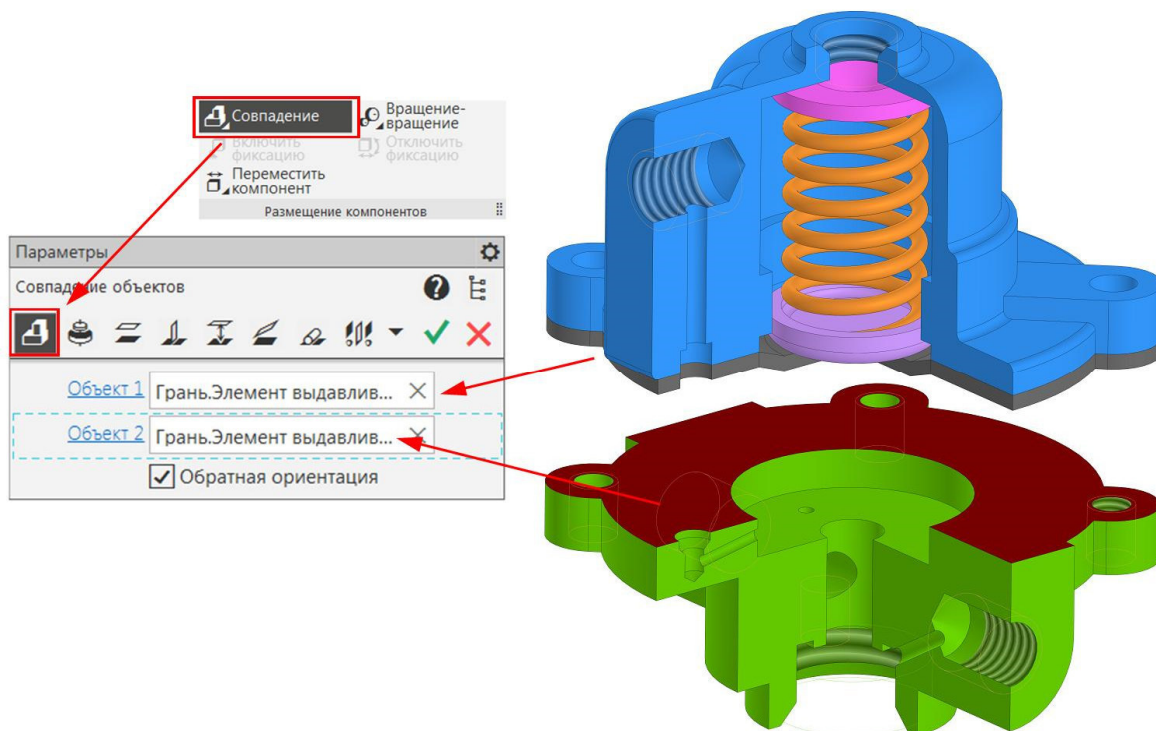 Совпадение
Вращение-
вращение
Включить
фиксацию
Отключить
фиксацию
Переместить
компонент
Размещение компонентов
Параметры
Совпадение объектов
Объект 1
Грань.Элемент выдавлив...
Объект 2
Грань.Элемент выдавлив...
Обратная ориентация